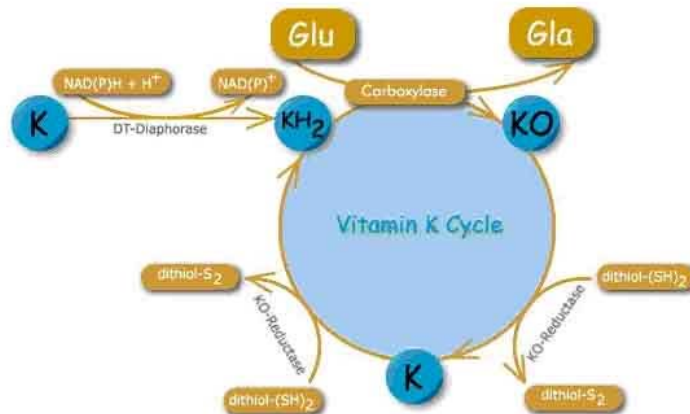 Glu
Gla
NAD(P)H + H⁺
NAD(P)⁺
Carboxylase
K
DT-Diaphorase
KH₂
KO
Vitamin K Cycle
dithiol-S₂
dithiol-(SH)₂
KO-Reductase
KO-Reductase
K
dithiol-(SH)₂
dithiol-S₂